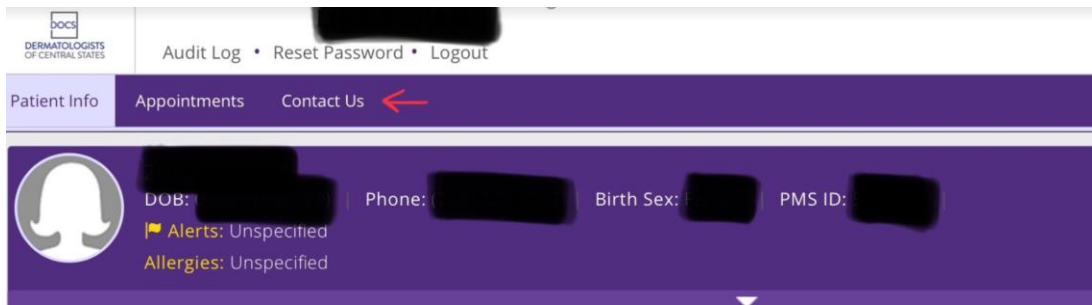 DOCS
DERMATOLOGISTS
OF CENTRAL STATES
Audit Log • Reset Password • Logout
Patient Info Appointments Contact Us
DOB: | Phone: | Birth Sex: | PMS ID: |
Alerts: Unspecified
Allergies: Unspecified